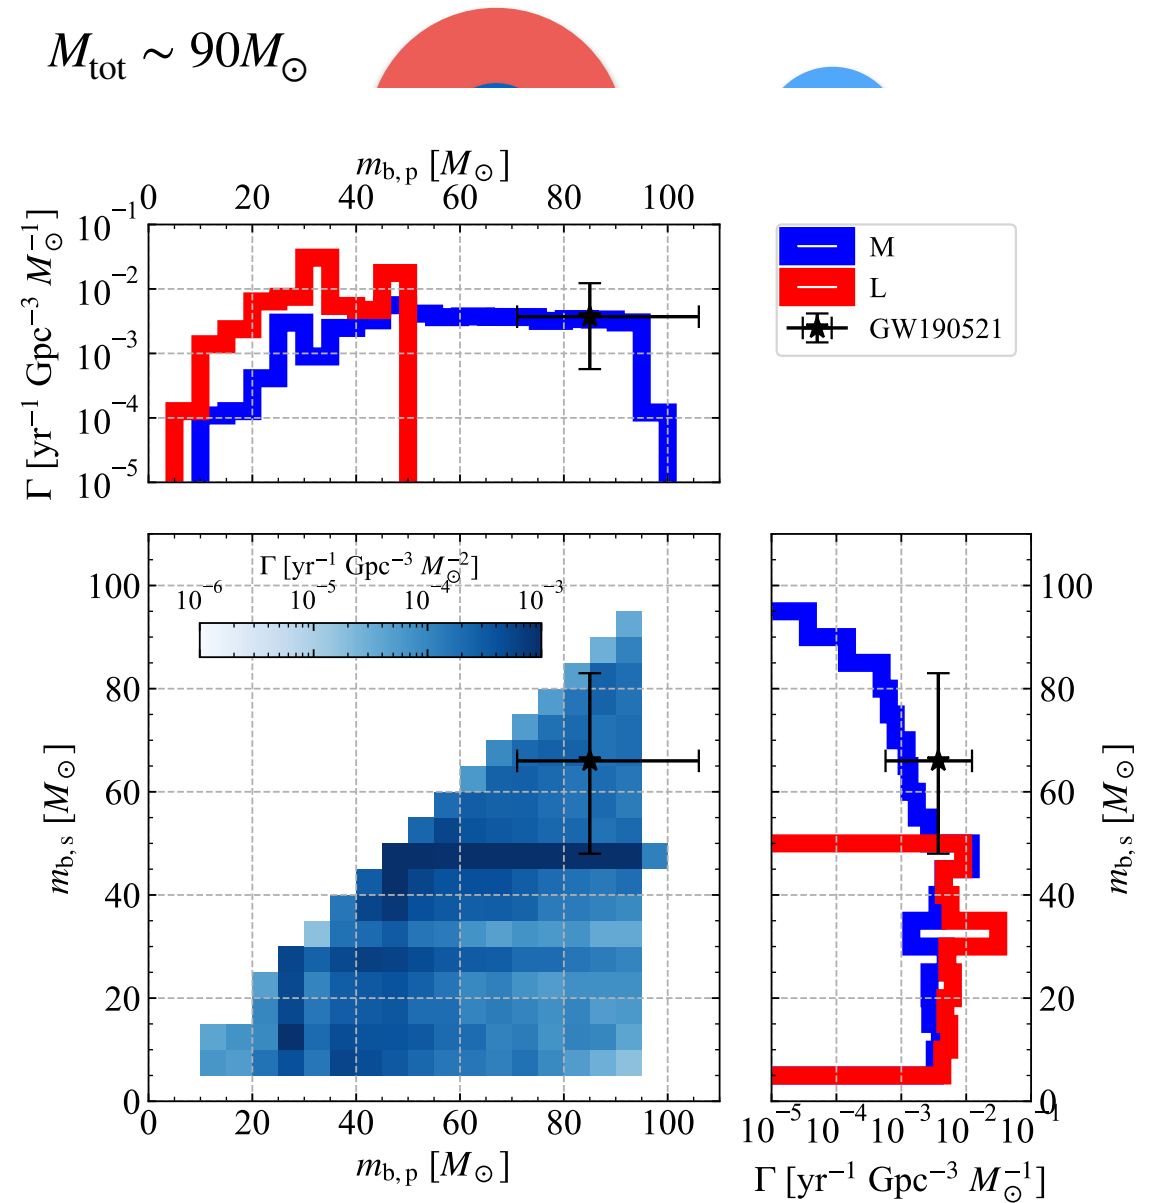 M_tot ~ 90M_⊙
m_b,p [M_⊙]
0 20 40 60 80 100
Γ [yr⁻¹ Gpc⁻³ M_⊙⁻¹]
10⁻¹
10⁻²
10⁻³
10⁻⁴
10⁻⁵
M
L
GW190521
Γ [yr⁻¹ Gpc⁻³ M_⊙⁻²]
10⁻⁶ 10⁻⁵ 10⁻⁴ 10⁻³
m_b,s [M_⊙]
100
80
60
40
20
0
0 20 40 60 80 100
m_b,p [M_⊙]
100
80
60
40
20
0
m_b,s [M_⊙]
10⁻⁵ 10⁻⁴ 10⁻³ 10⁻² 10⁻¹
Γ [yr⁻¹ Gpc⁻³ M_⊙⁻¹]